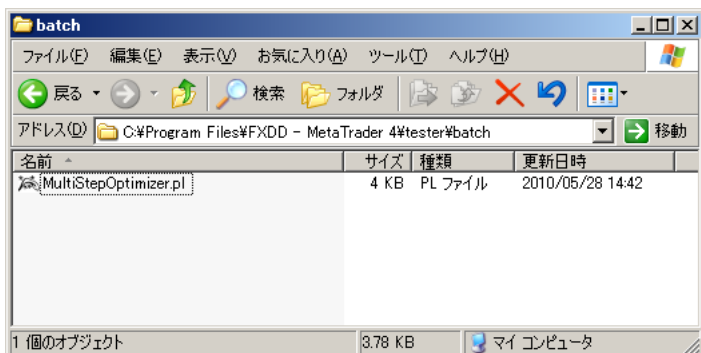 batch
ファイル(F) 編集(E) 表示(V) お気に入り(A) ツール(T) ヘルプ(H)
戻る 検索 フォルダ
アドレス(D) C:¥Program Files¥FXDD - MetaTrader 4¥tester¥batch 移動
名前 サイズ 種類 更新日時
MultiStepOptimizer.pl 4 KB PL ファイル 2010/05/28 14:42
1 個のオブジェクト 3.78 KB マイ コンピュータ